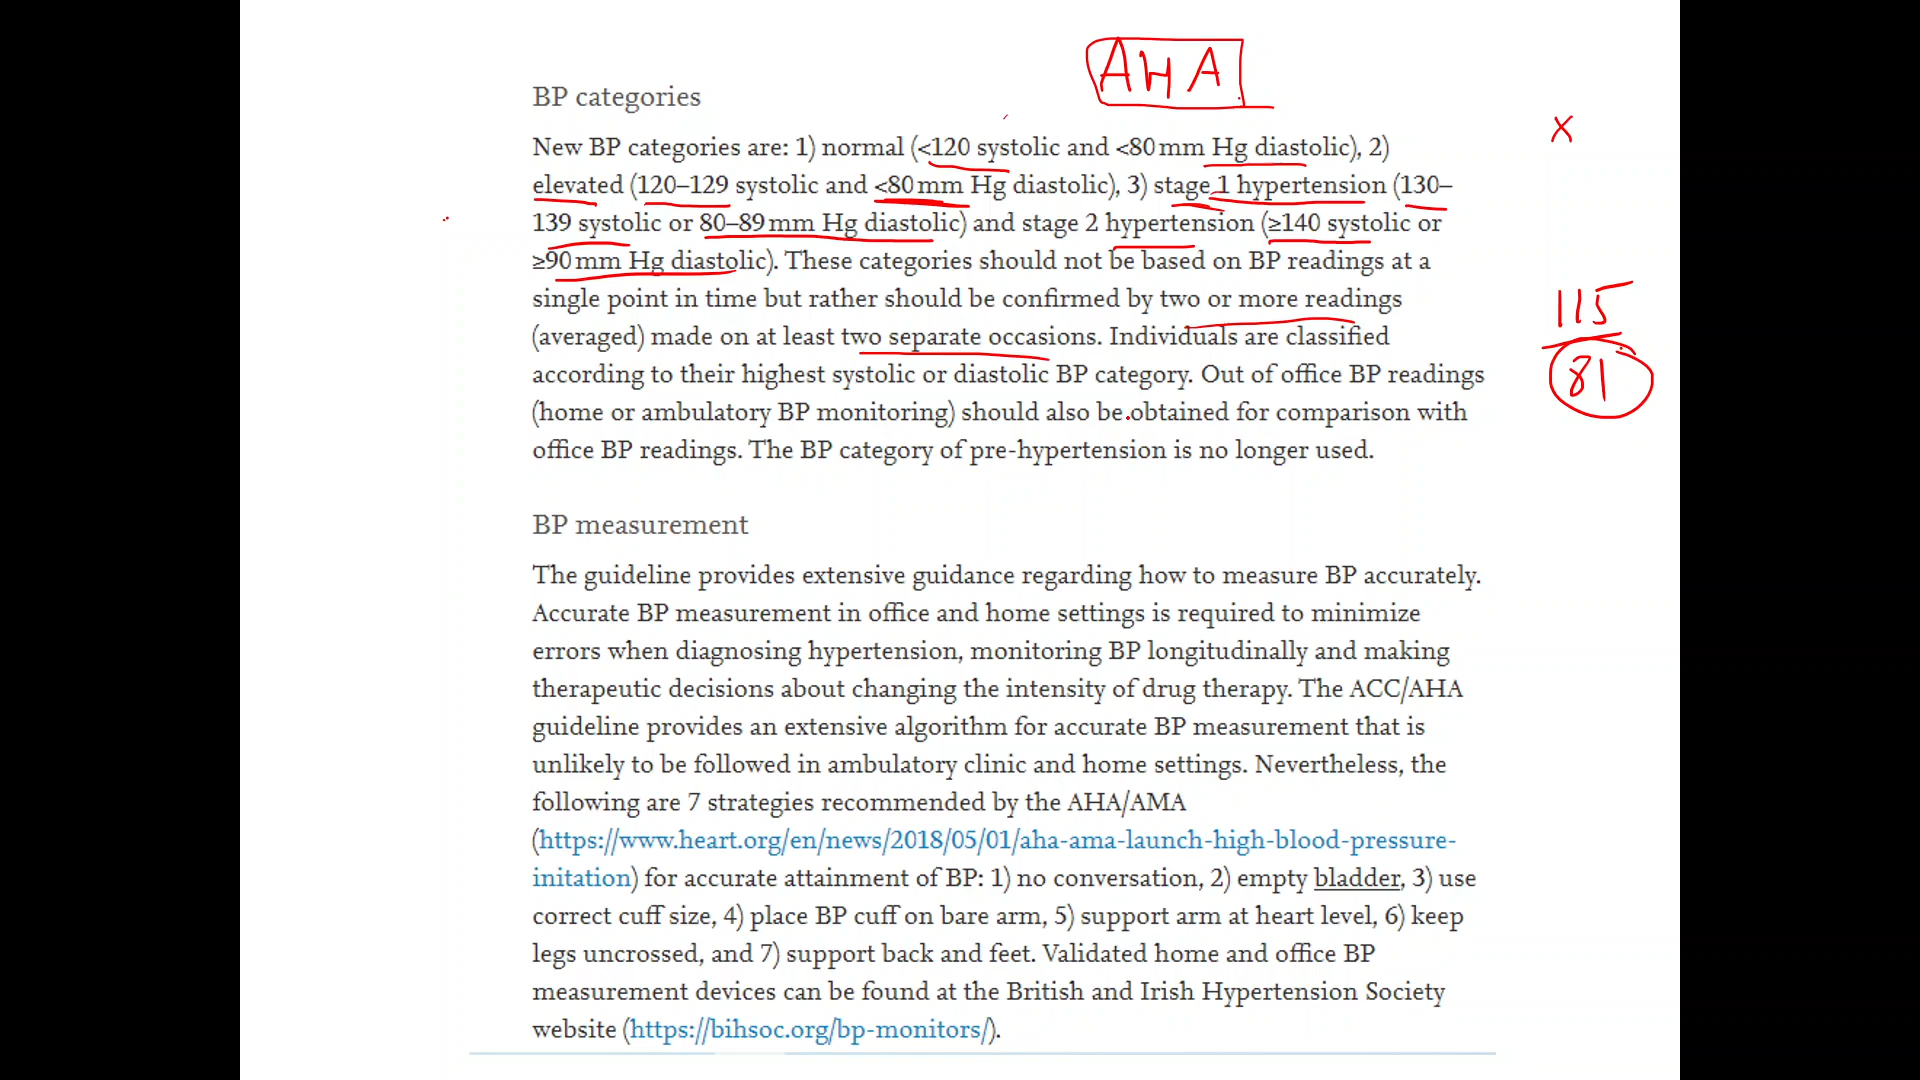 AHA
BP categories
x
New BP categories are: 1) normal (<120 systolic and <80 mm Hg diastolic), 2)
elevated (120–129 systolic and <80 mm Hg diastolic), 3) stage 1 hypertension (130–
139 systolic or 80–89 mm Hg diastolic) and stage 2 hypertension (≥140 systolic or
≥90 mm Hg diastolic). These categories should not be based on BP readings at a
single point in time but rather should be confirmed by two or more readings
115
(averaged) made on at least two separate occasions. Individuals are classified
according to their highest systolic or diastolic BP category. Out of office BP readings
81
(home or ambulatory BP monitoring) should also be obtained for comparison with
office BP readings. The BP category of pre-hypertension is no longer used.
BP measurement
The guideline provides extensive guidance regarding how to measure BP accurately.
Accurate BP measurement in office and home settings is required to minimize
errors when diagnosing hypertension, monitoring BP longitudinally and making
therapeutic decisions about changing the intensity of drug therapy. The ACC/AHA
guideline provides an extensive algorithm for accurate BP measurement that is
unlikely to be followed in ambulatory clinic and home settings. Nevertheless, the
following are 7 strategies recommended by the AHA/AMA
(https://www.heart.org/en/news/2018/05/01/aha-ama-launch-high-blood-pressure-
initation) for accurate attainment of BP: 1) no conversation, 2) empty bladder, 3) use
correct cuff size, 4) place BP cuff on bare arm, 5) support arm at heart level, 6) keep
legs uncrossed, and 7) support back and feet. Validated home and office BP
measurement devices can be found at the British and Irish Hypertension Society
website (https://bihsoc.org/bp-monitors/).